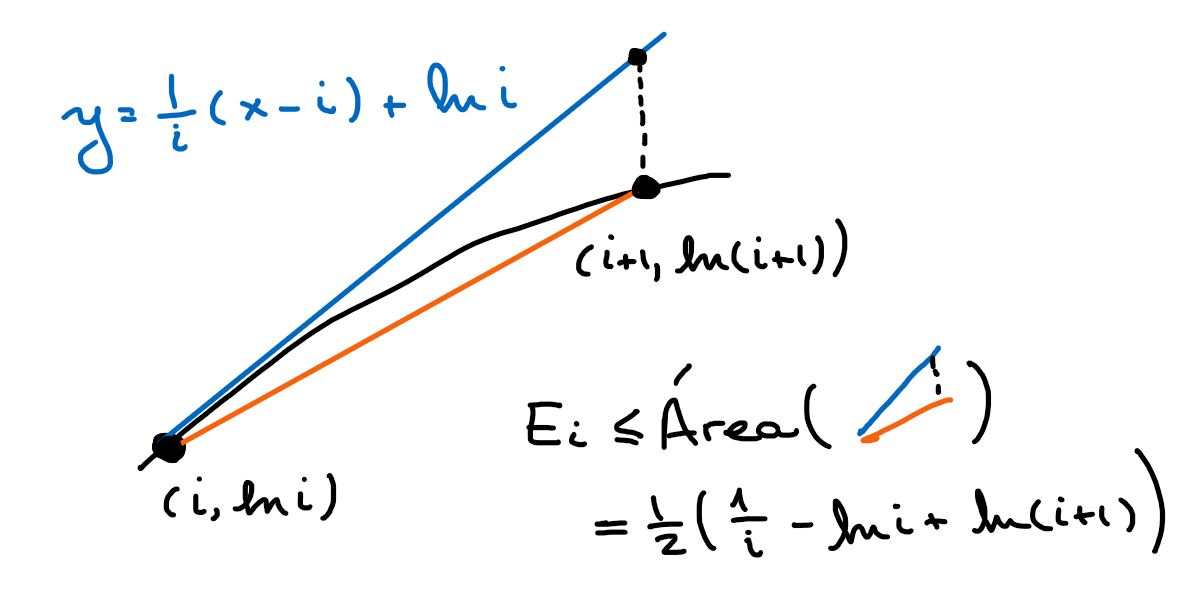 y = 1/i (x - i) + ln i
(i+1, ln(i+1))
(i, ln i)
Ei ≤ Área( )
= 1/2 ( 1/i - ln i + ln(i+1) )